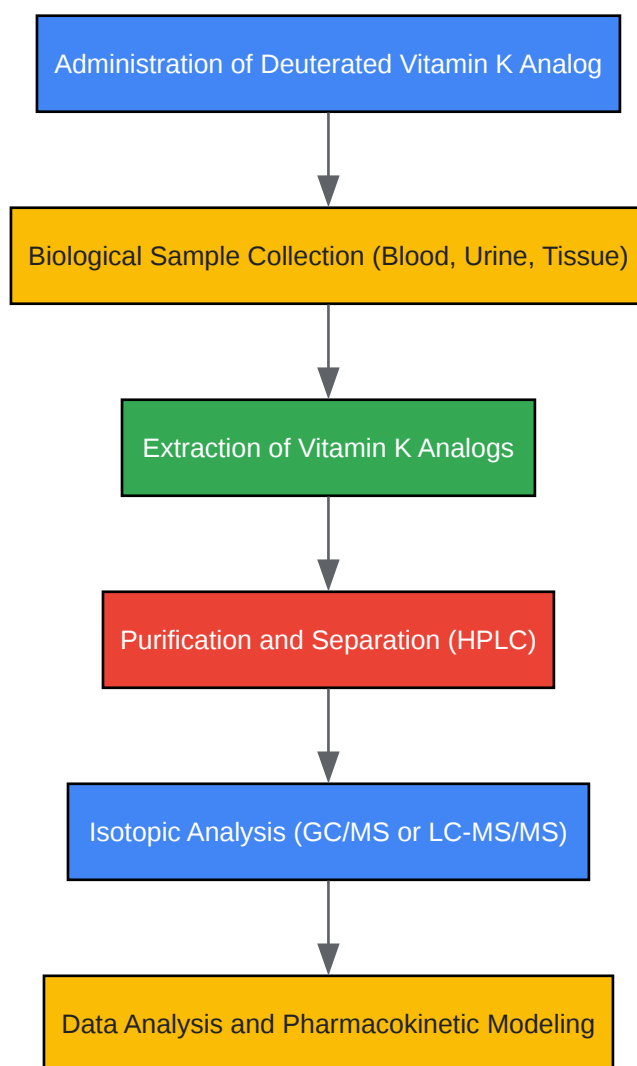 Administration of Deuterated Vitamin K Analog
Biological Sample Collection (Blood, Urine, Tissue)
Extraction of Vitamin K Analogs
Purification and Separation (HPLC)
Isotopic Analysis (GC/MS or LC-MS/MS)
Data Analysis and Pharmacokinetic Modeling